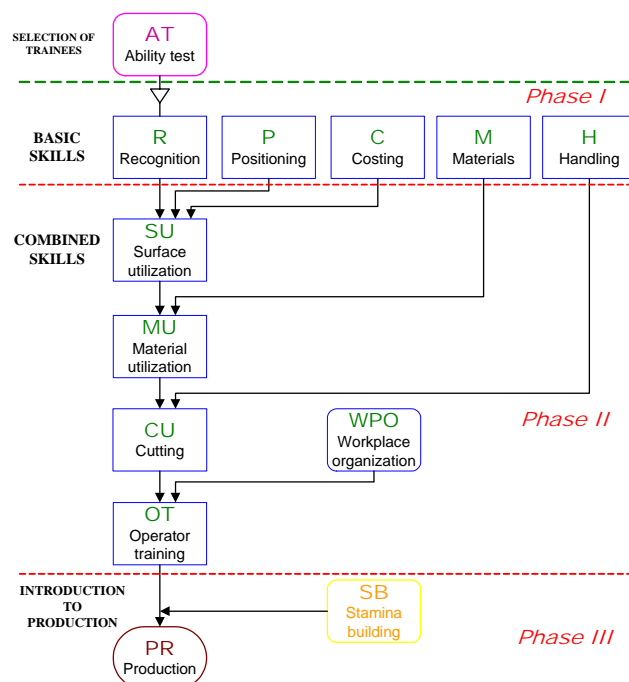 SELECTION OF
TRAINEES
AT
Ability test
Phase I
BASIC
SKILLS
R
Recognition
P
Positioning
C
Costing
M
Materials
H
Handling
COMBINED
SKILLS
SU
Surface
utilization
MU
Material
utilization
CU
Cutting
WPO
Workplace
organization
Phase II
OT
Operator
training
INTRODUCTION
TO
PRODUCTION
SB
Stamina
building
PR
Production
Phase III